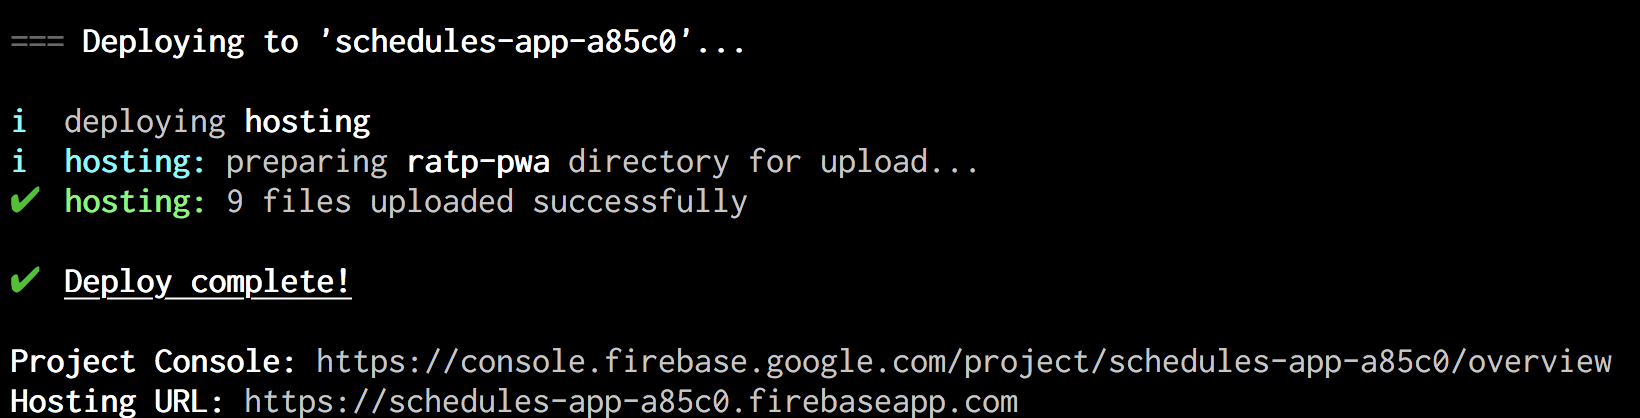 === Deploying to 'schedules-app-a85c0'...
i deploying hosting
i hosting: preparing ratp-pwa directory for upload...
✔ hosting: 9 files uploaded successfully
✔ Deploy complete!
Project Console: https://console.firebase.google.com/project/schedules-app-a85c0/overview
Hosting URL: https://schedules-app-a85c0.firebaseapp.com